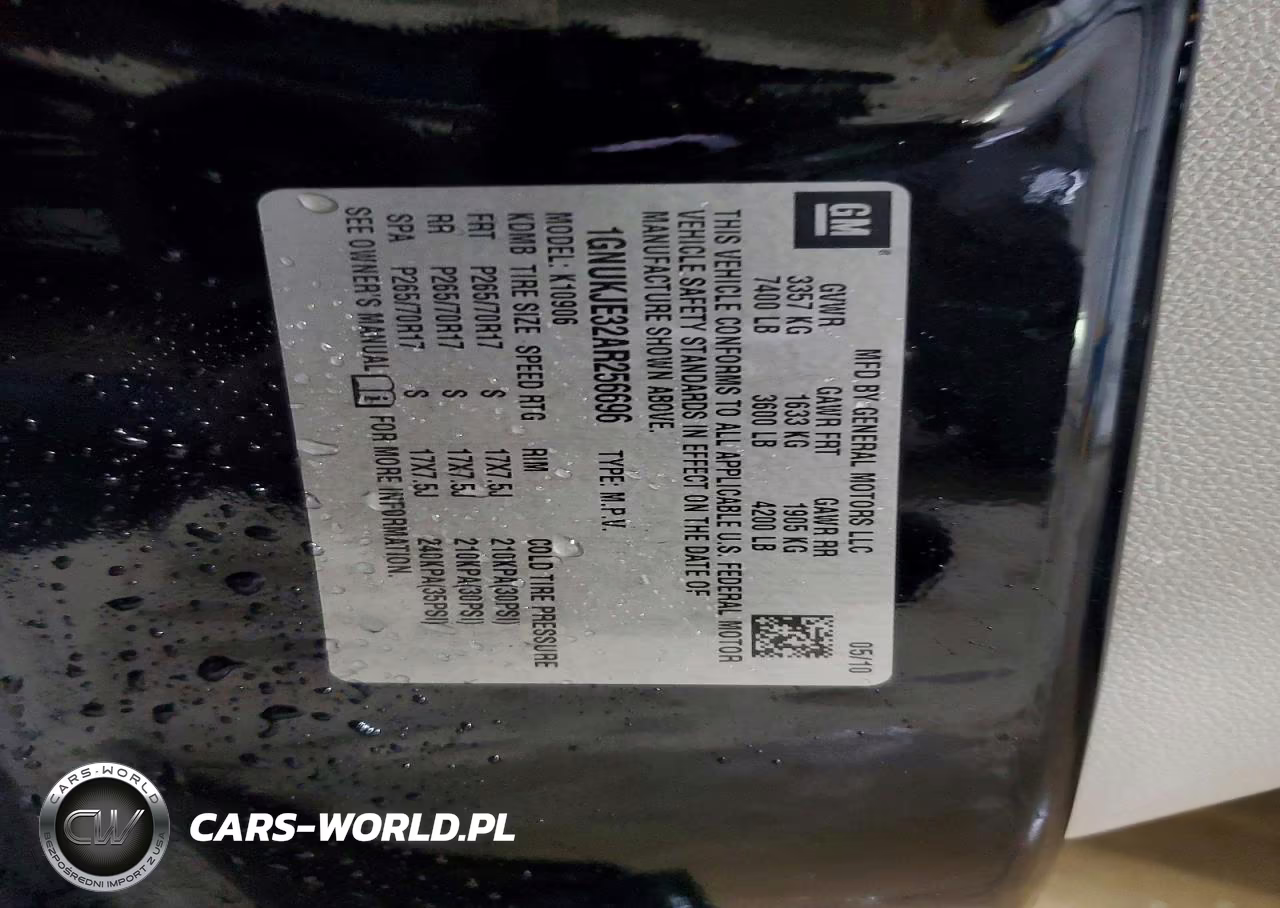 GM
MFD BY GENERAL MOTORS LLC 05/10
GVWR GAWR FRT GAWR RR
3357 KG 1633 KG 1905 KG
7400 LB 3600 LB 4200 LB
THIS VEHICLE CONFORMS TO ALL APPLICABLE U.S. FEDERAL MOTOR
VEHICLE SAFETY STANDARDS IN EFFECT ON THE DATE OF
MANUFACTURE SHOWN ABOVE.
1GNUKJE32AR256696 TYPE: M.P.V.
MODEL: K10906
KDMB TIRE SIZE SPEED RTG RIM COLD TIRE PRESSURE
FRT P265/70R17 S 17X7.5J 210KPA(30PSI)
RR P265/70R17 S 17X7.5J 210KPA(30PSI)
SPA P265/70R17 S 17X7.5J 240KPA(35PSI)
SEE OWNER'S MANUAL FOR MORE INFORMATION.
CARS-WORLD
CW
BEZPOŚREDNI IMPORT Z USA
CARS-WORLD.PL